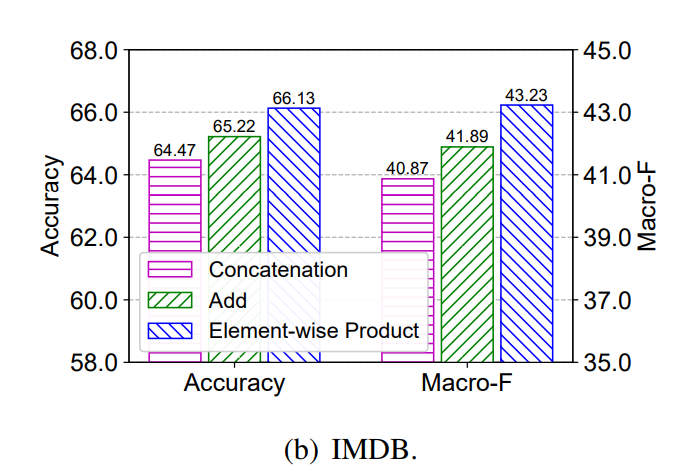 68.0
66.0
64.0
62.0
60.0
58.0
Accuracy
45.0
43.0
41.0
39.0
37.0
35.0
Macro-F
64.47
65.22
66.13
40.87
41.89
43.23
Concatenation
Add
Element-wise Product
Accuracy
Macro-F
(b) IMDB.